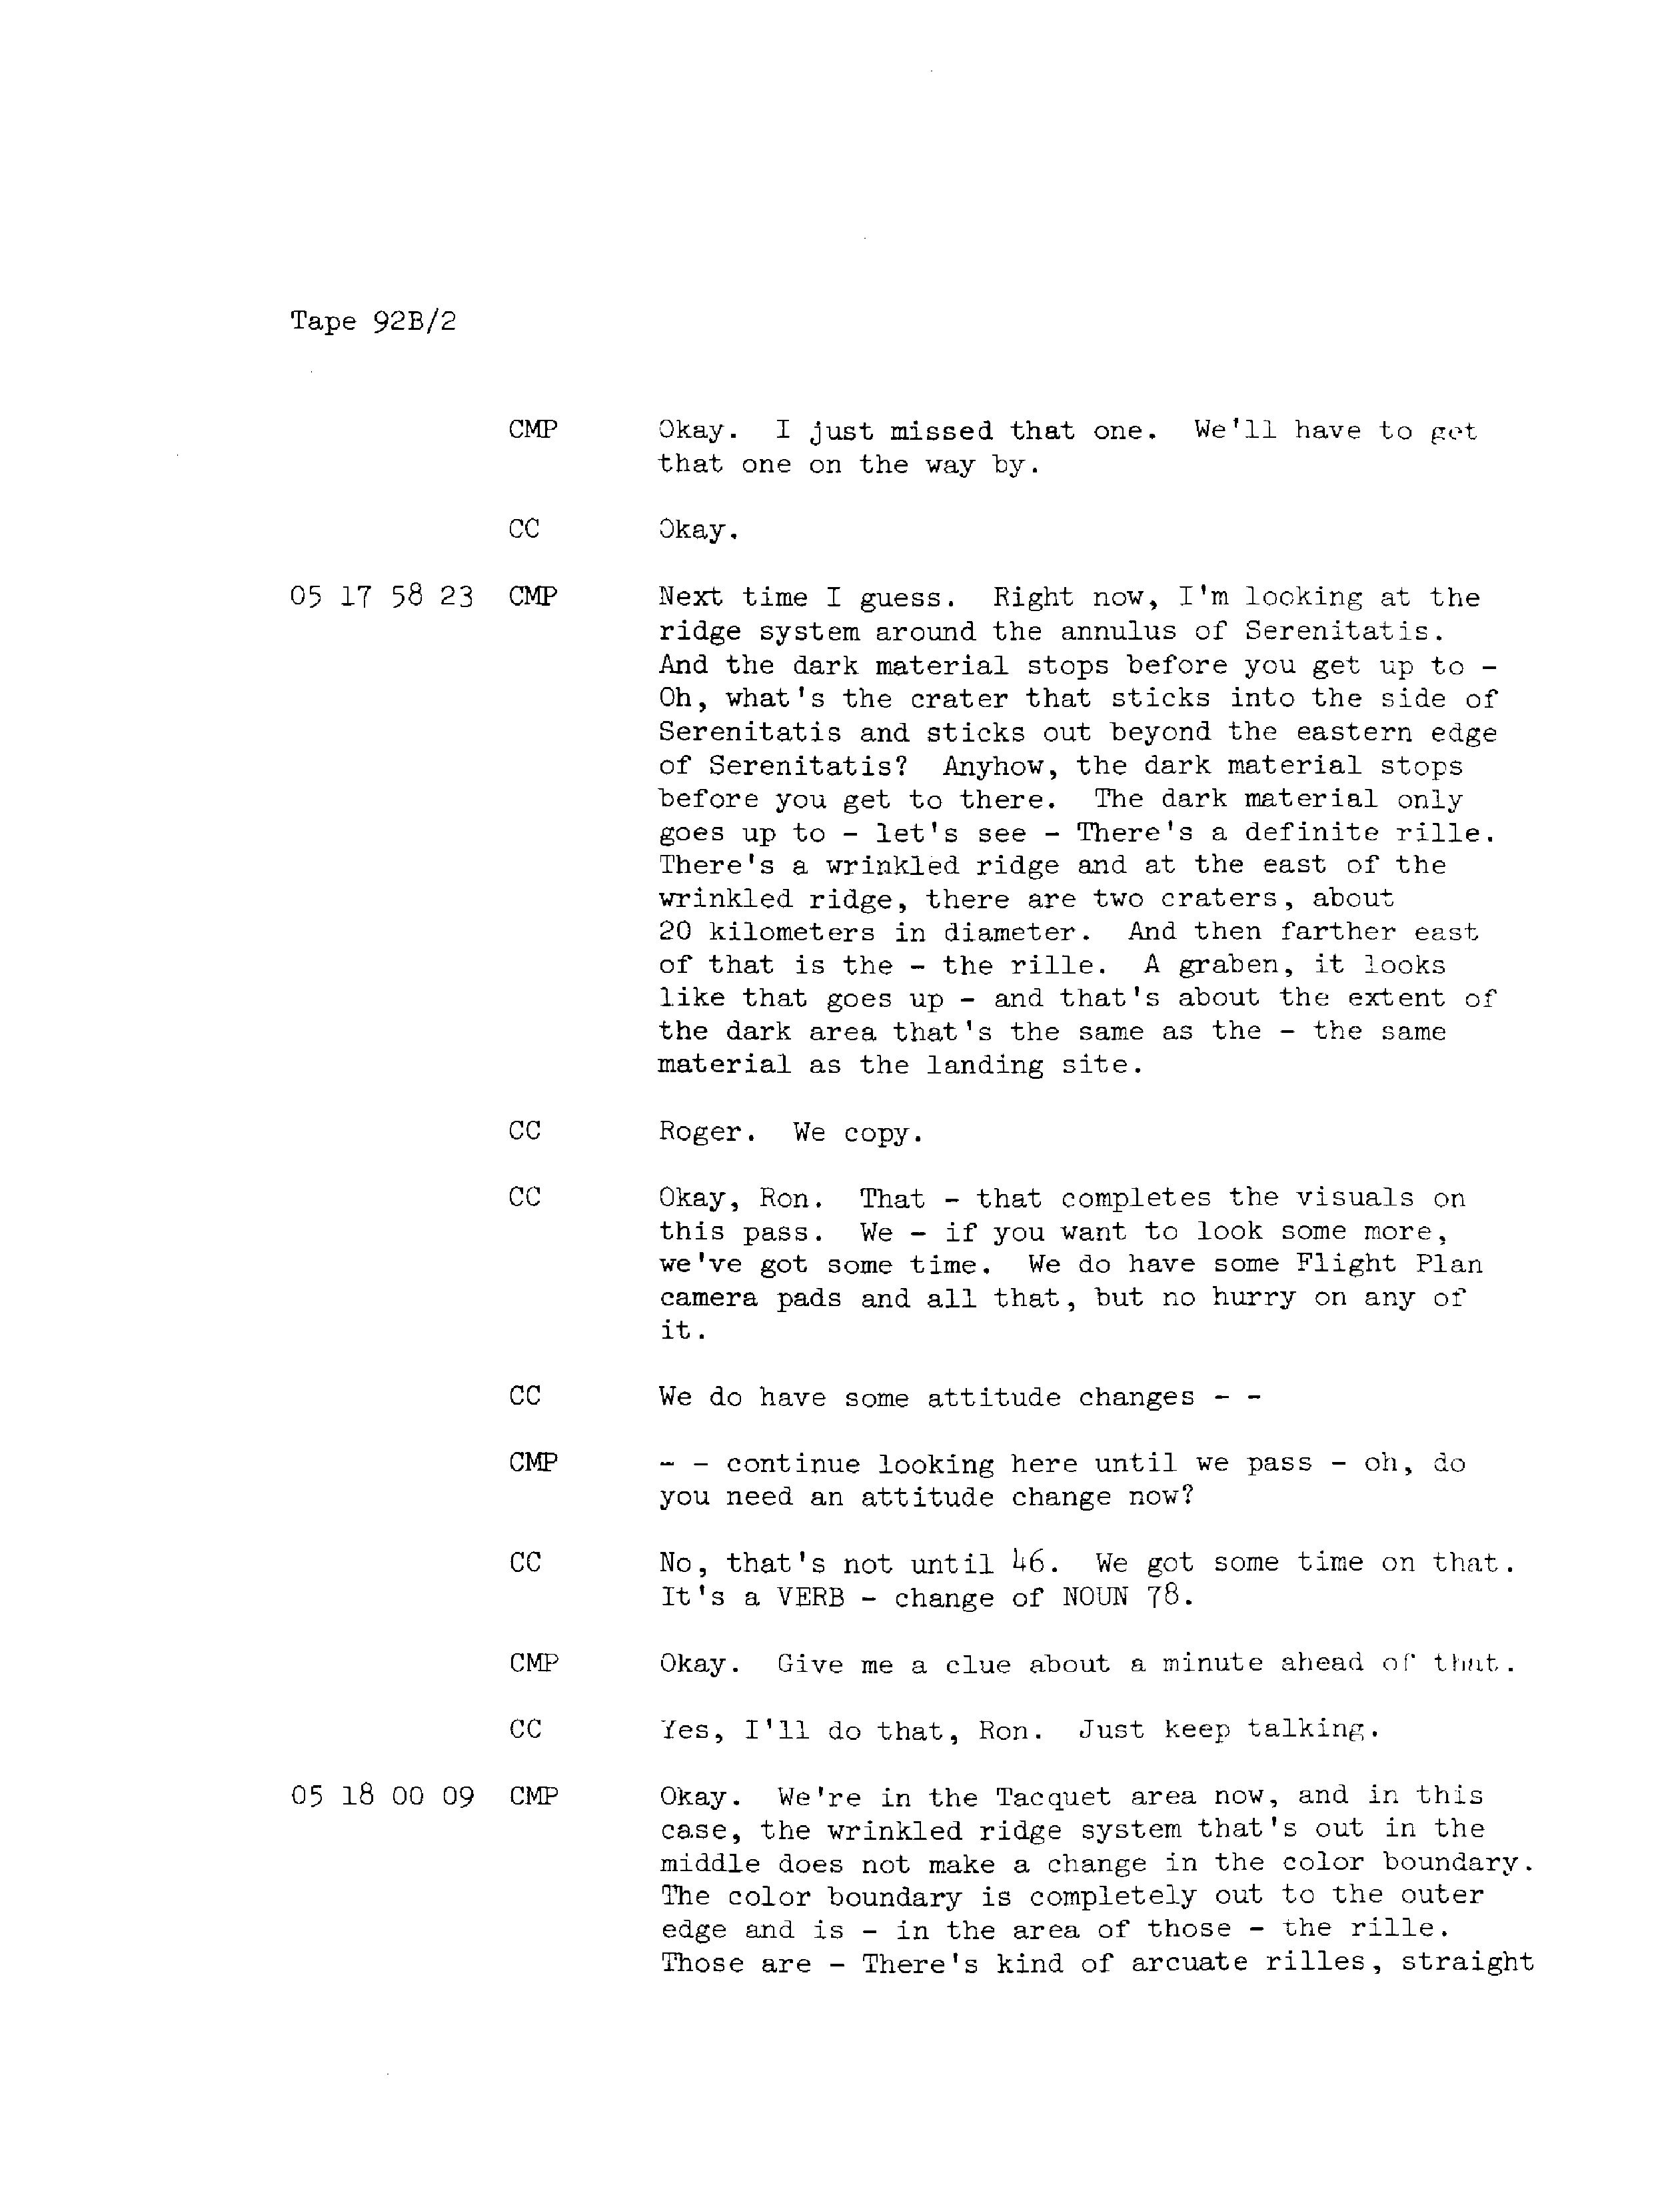 Tape 92B/2
CMP Okay. I just missed that one. We'll have to get
that one on the way by.
CC Okay.
05 17 58 23 CMP Next time I guess. Right now, I'm looking at the
ridge system around the annulus of Serenitatis.
And the dark material stops before you get up to -
Oh, what's the crater that sticks into the side of
Serenitatis and sticks out beyond the eastern edge
of Serenitatis? Anyhow, the dark material stops
before you get to there. The dark material only
goes up to - let's see - There's a definite rille.
There's a wrinkled ridge and at the east of the
wrinkled ridge, there are two craters, about
20 kilometers in diameter. And then farther east
of that is the - the rille. A graben, it looks
like that goes up - and that's about the extent of
the dark area that's the same as the - the same
material as the landing site.
CC Roger. We copy.
CC Okay, Ron. That - that completes the visuals on
this pass. We - if you want to look some more,
we've got some time. We do have some Flight Plan
camera pads and all that, but no hurry on any of
it.
CC We do have some attitude changes - -
CMP - - continue looking here until we pass - oh, do
you need an attitude change now?
CC No, that's not until 46. We got some time on that.
It's a VERB - change of NOUN 78.
CMP Okay. Give me a clue about a minute ahead of that.
CC Yes, I'll do that, Ron. Just keep talking.
05 18 00 09 CMP Okay. We're in the Tacquet area now, and in this
case, the wrinkled ridge system that's out in the
middle does not make a change in the color boundary.
The color boundary is completely out to the outer
edge and is - in the area of those - the rille.
Those are - There's kind of arcuate rilles, straight